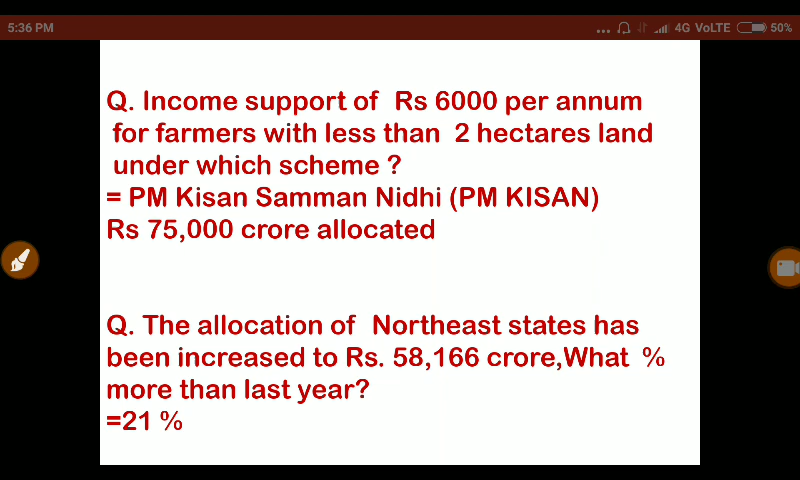 5:36 PM
... 4G VoLTE 50%
Q. Income support of Rs 6000 per annum
for farmers with less than 2 hectares land
under which scheme ?
= PM Kisan Samman Nidhi (PM KISAN)
Rs 75,000 crore allocated
Q. The allocation of Northeast states has
been increased to Rs. 58,166 crore,What %
more than last year?
=21 %